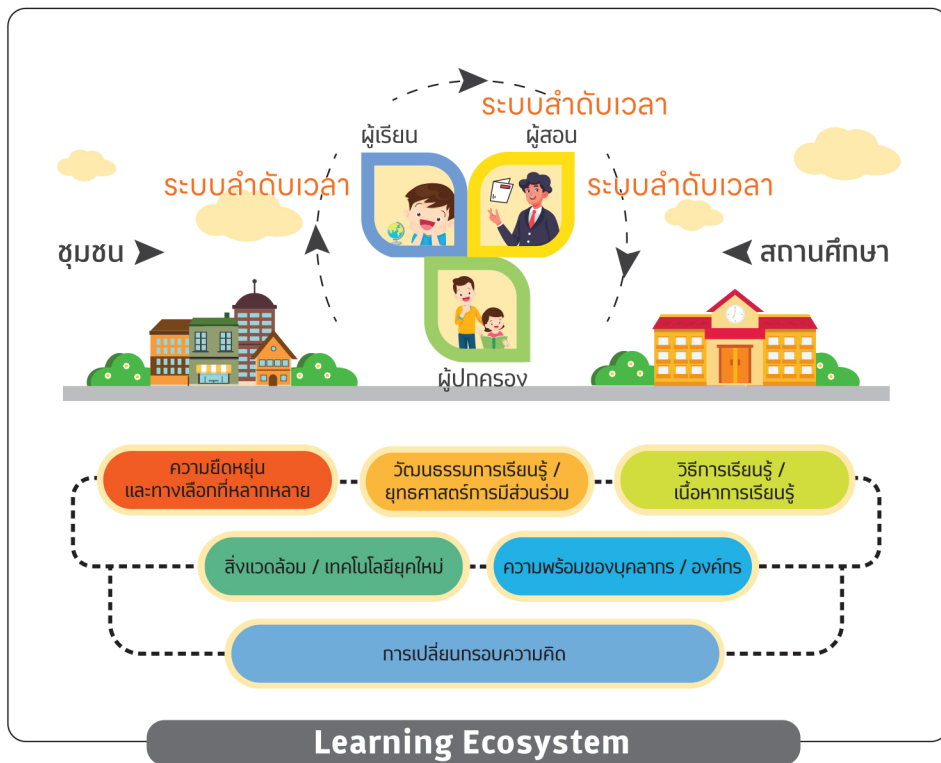 ระบบลำดับเวลา
ผู้เรียน
ผู้สอน
ระบบลำดับเวลา
ระบบลำดับเวลา
ชุมชน
สถานศึกษา
ผู้ปกครอง
ความยืดหยุ่น
และทางเลือกที่หลากหลาย
วัฒนธรรมการเรียนรู้ /
ยุทธศาสตร์การมีส่วนร่วม
วิธีการเรียนรู้ /
เนื้อหาการเรียนรู้
สิ่งแวดล้อม / เทคโนโลยียุคใหม่
ความพร้อมของบุคลากร / องค์กร
การเปลี่ยนกรอบความคิด
Learning Ecosystem